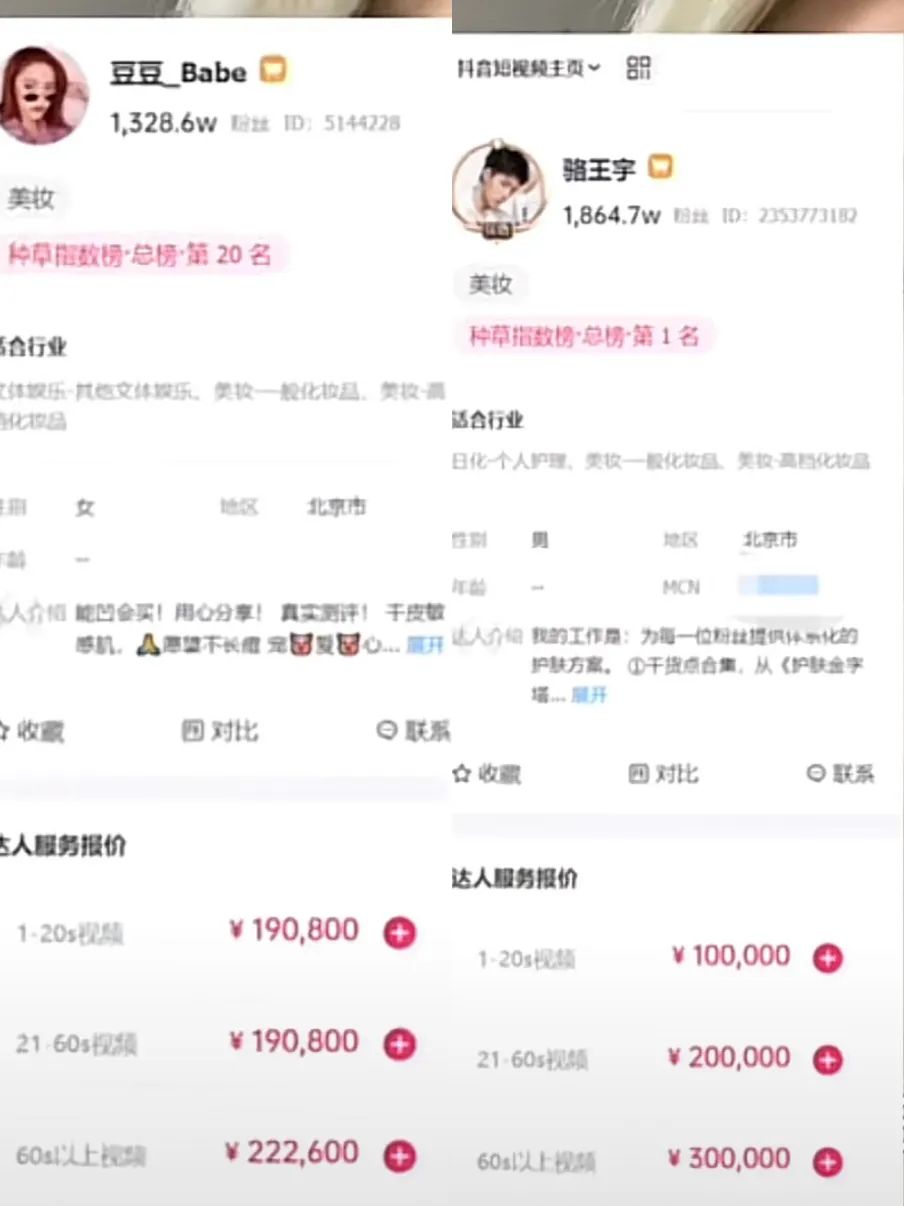 豆豆_Babe
1,328.6w 粉丝 ID: 5144228
美妆
种草指数榜·总榜·第 20 名
适合行业
文体娱乐-其他文体娱乐、美妆-一般化妆品、美妆-高
档化妆品
性别 女 地区 北京市
年龄 --
达人介绍 能凹会买！用心分享！ 真实测评！ 干皮敏
感肌。🙏愿望不长痘 宠🐷爱🐷心... 展开
收藏 对比 联系
达人服务报价
1-20s视频 ¥ 190,800
21-60s视频 ¥ 190,800
60s以上视频 ¥ 222,600
抖音短视频主页
骆王宇
1,864.7w 粉丝 ID: 2353773182
美妆
种草指数榜·总榜·第 1 名
适合行业
日化-个人护理、美妆-一般化妆品、美妆-高档化妆品
性别 男 地区 北京市
年龄 -- MCN
达人介绍 我的工作是：为每一位粉丝提供体系化的
护肤方案。 ①干货点合集，从《护肤金字
塔... 展开
收藏 对比 联系
达人服务报价
1-20s视频 ¥ 100,000
21-60s视频 ¥ 200,000
60s以上视频 ¥ 300,000